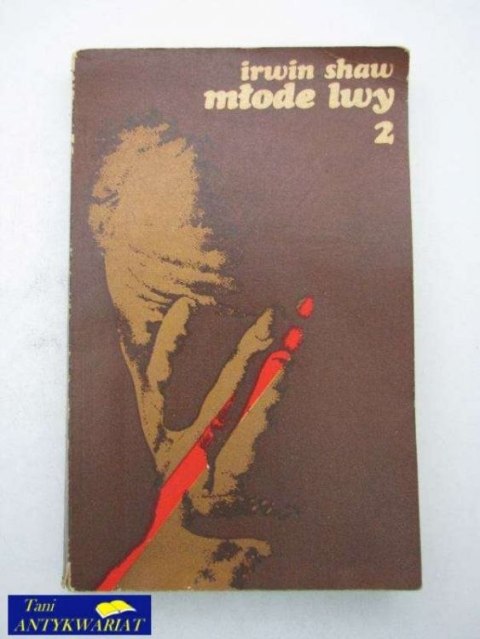 irwin shaw
młode lwy
2
Tani
ANTYKWARIAT